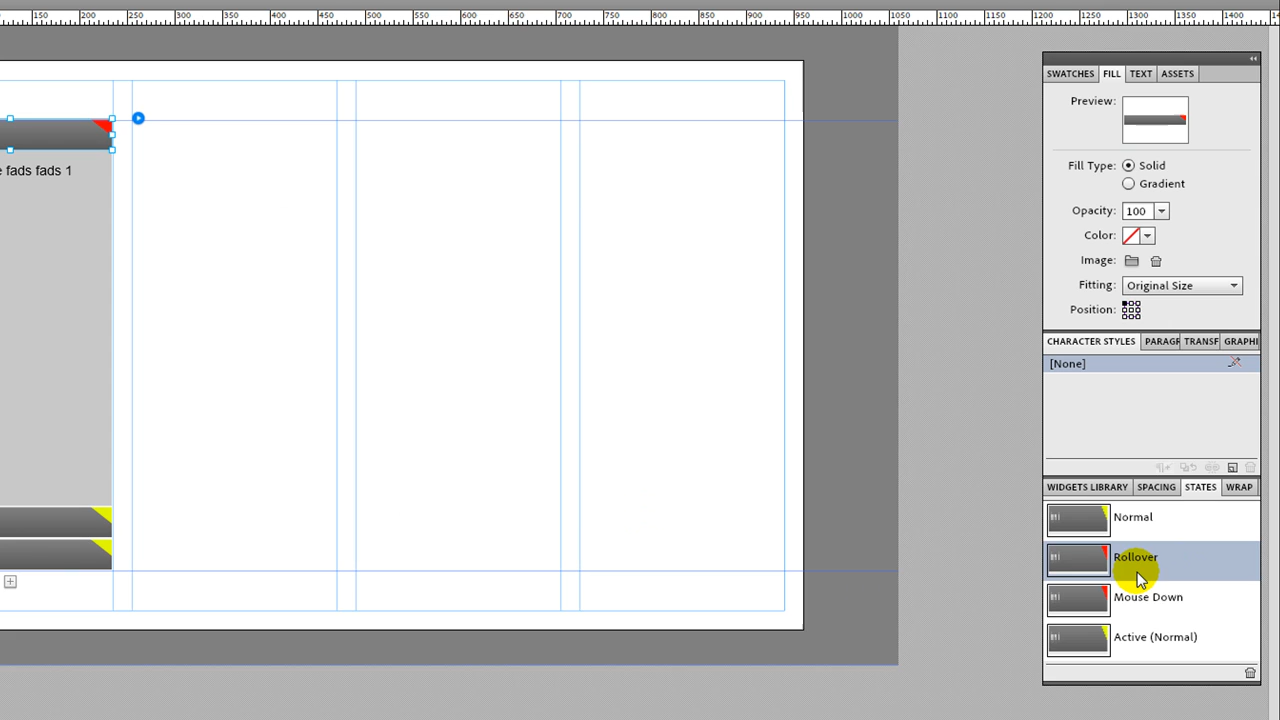 150 200 250 300 350 400 450 500 550 600 650 700 750 800 850 900 950 1000 1050 1100 1150 1200 1250 1300 1350 1400
SWATCHES FILL TEXT ASSETS
Preview:
e fads fads 1
Fill Type: Solid
Gradient
Opacity: 100
Color:
Image:
Fitting: Original Size
Position:
CHARACTER STYLES PARAGR TRANSF GRAPHI
[None]
WIDGETS LIBRARY SPACING STATES WRAP
Normal
Rollover
Mouse Down
Active (Normal)